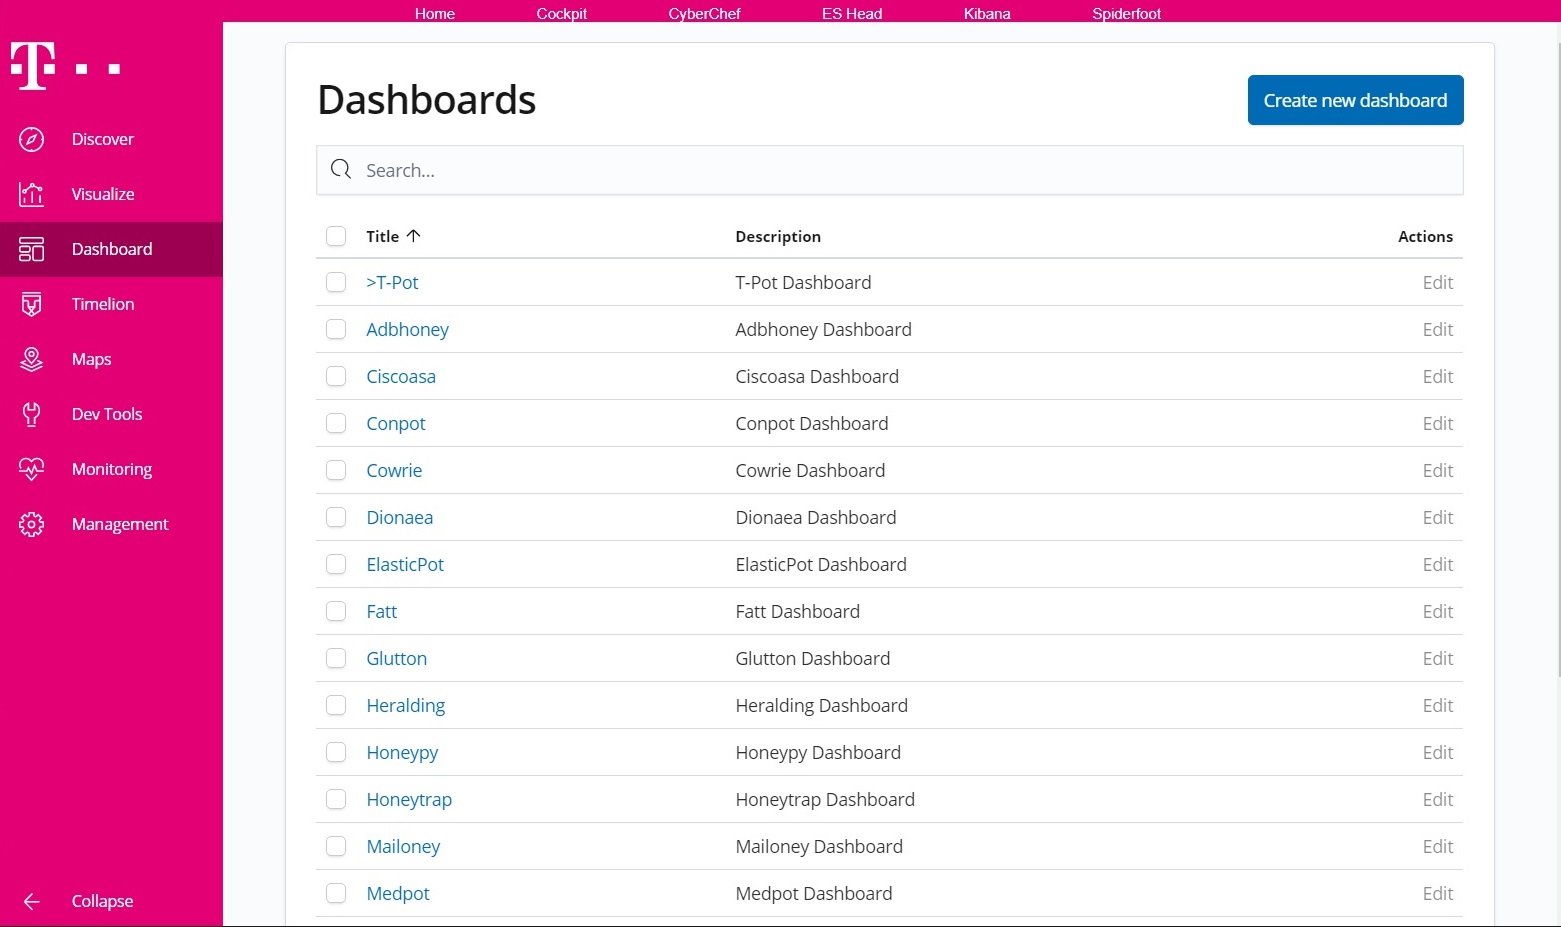 Home Cockpit CyberChef ES Head Kibana Spiderfoot
T
Discover
Visualize
Dashboard
Timelion
Maps
Dev Tools
Monitoring
Management
Collapse
Dashboards
Create new dashboard
Search...
Title Description Actions
>T-Pot T-Pot Dashboard Edit
Adbhoney Adbhoney Dashboard Edit
Ciscoasa Ciscoasa Dashboard Edit
Conpot Conpot Dashboard Edit
Cowrie Cowrie Dashboard Edit
Dionaea Dionaea Dashboard Edit
ElasticPot ElasticPot Dashboard Edit
Fatt Fatt Dashboard Edit
Glutton Glutton Dashboard Edit
Heralding Heralding Dashboard Edit
Honeypy Honeypy Dashboard Edit
Honeytrap Honeytrap Dashboard Edit
Mailoney Mailoney Dashboard Edit
Medpot Medpot Dashboard Edit